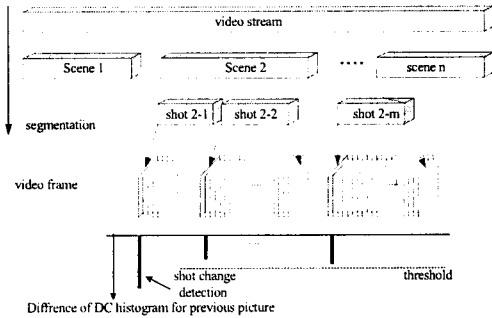 video stream
Scene 1
Scene 2
....
scene n
shot 2-1
shot 2-2
shot 2-m
segmentation
video frame
shot change
detection
threshold
Diffrence of DC histogram for previous picture